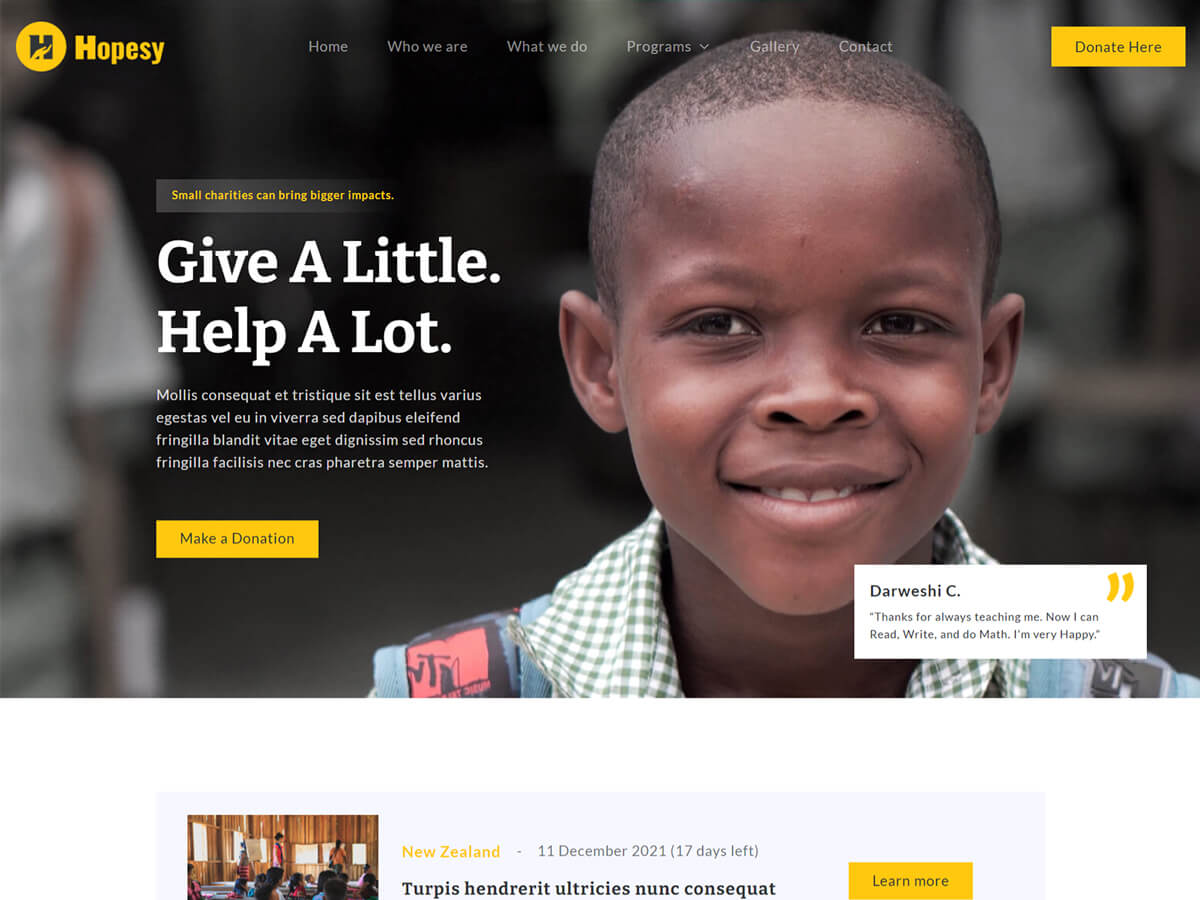 Hopesy
Home
Who we are
What we do
Programs
Gallery
Contact
Donate Here
Small charities can bring bigger impacts.
Give A Little.
Help A Lot.
Mollis consequat et tristique sit est tellus varius
egestas vel eu in viverra sed dapibus eleifend
fringilla blandit vitae eget dignissim sed rhoncus
fringilla facilisis nec cras pharetra semper mattis.
Make a Donation
Darweshi C.
“Thanks for always teaching me. Now I can
Read, Write, and do Math. I’m very Happy.”
New Zealand - 11 December 2021 (17 days left)
Turpis hendrerit ultricies nunc consequat
Learn more